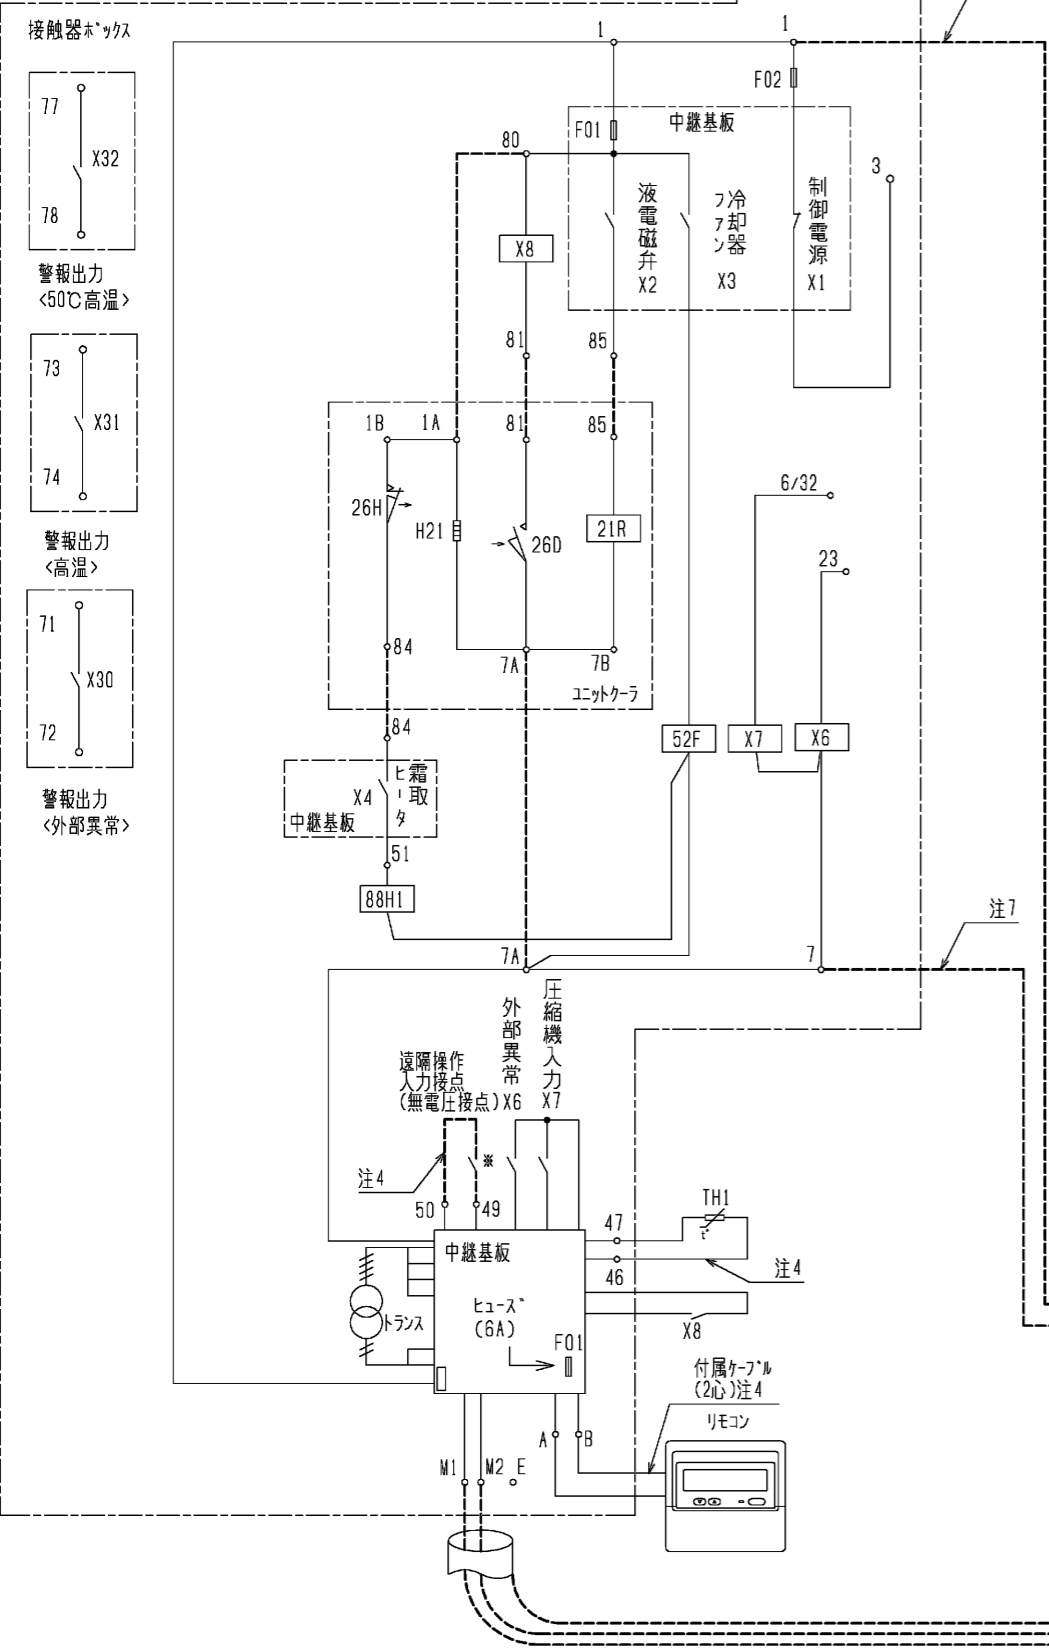 接触器ボックス
77
X32
78
警報出力
<50℃高温>
73
X31
74
警報出力
<高温>
71
X30
72
警報出力
<外部異常>
1
1
F02
F01
中継基板
80
3
液電磁弁
X2
冷却器
ファン
X3
制御電源
X1
X8
81
85
1B
1A
81
85
26H
H21
26D
21R
6/32
23
84
7A
7B
ユニットクーラ
84
52F
X7
X6
X4
霜取
ヒータ
中継基板
51
88H1
7A
7
注7
外部異常
X6
圧縮機入力
X7
遠隔操作
入力接点
(無電圧接点)
※
注4
50
49
47
TH1
t°
46
注4
中継基板
トランス
ヒューズ
(6A)
F01
X8
付属ケーブル
(2心)注4
リモコン
A
B
M1
M2
E